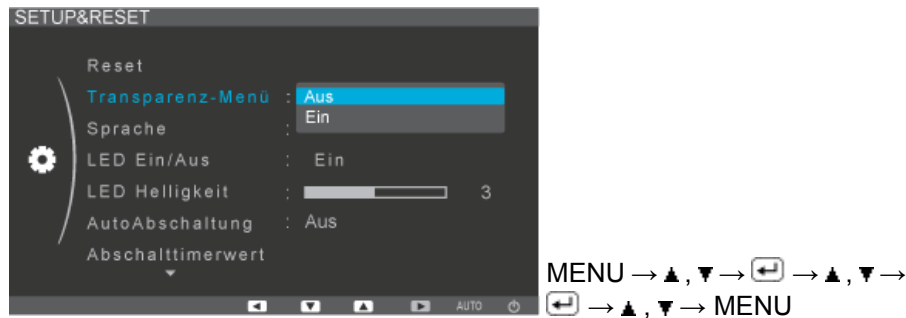 SETUP&RESET
Reset
Transparenz-Menü : Aus
Ein
Sprache :
LED Ein/Aus : Ein
LED Helligkeit : 3
AutoAbschaltung : Aus
Abschalttimerwert
AUTO
MENU → ▲ , ▼ → ↵ → ▲ , ▼ →
↵ → ▲ , ▼ → MENU